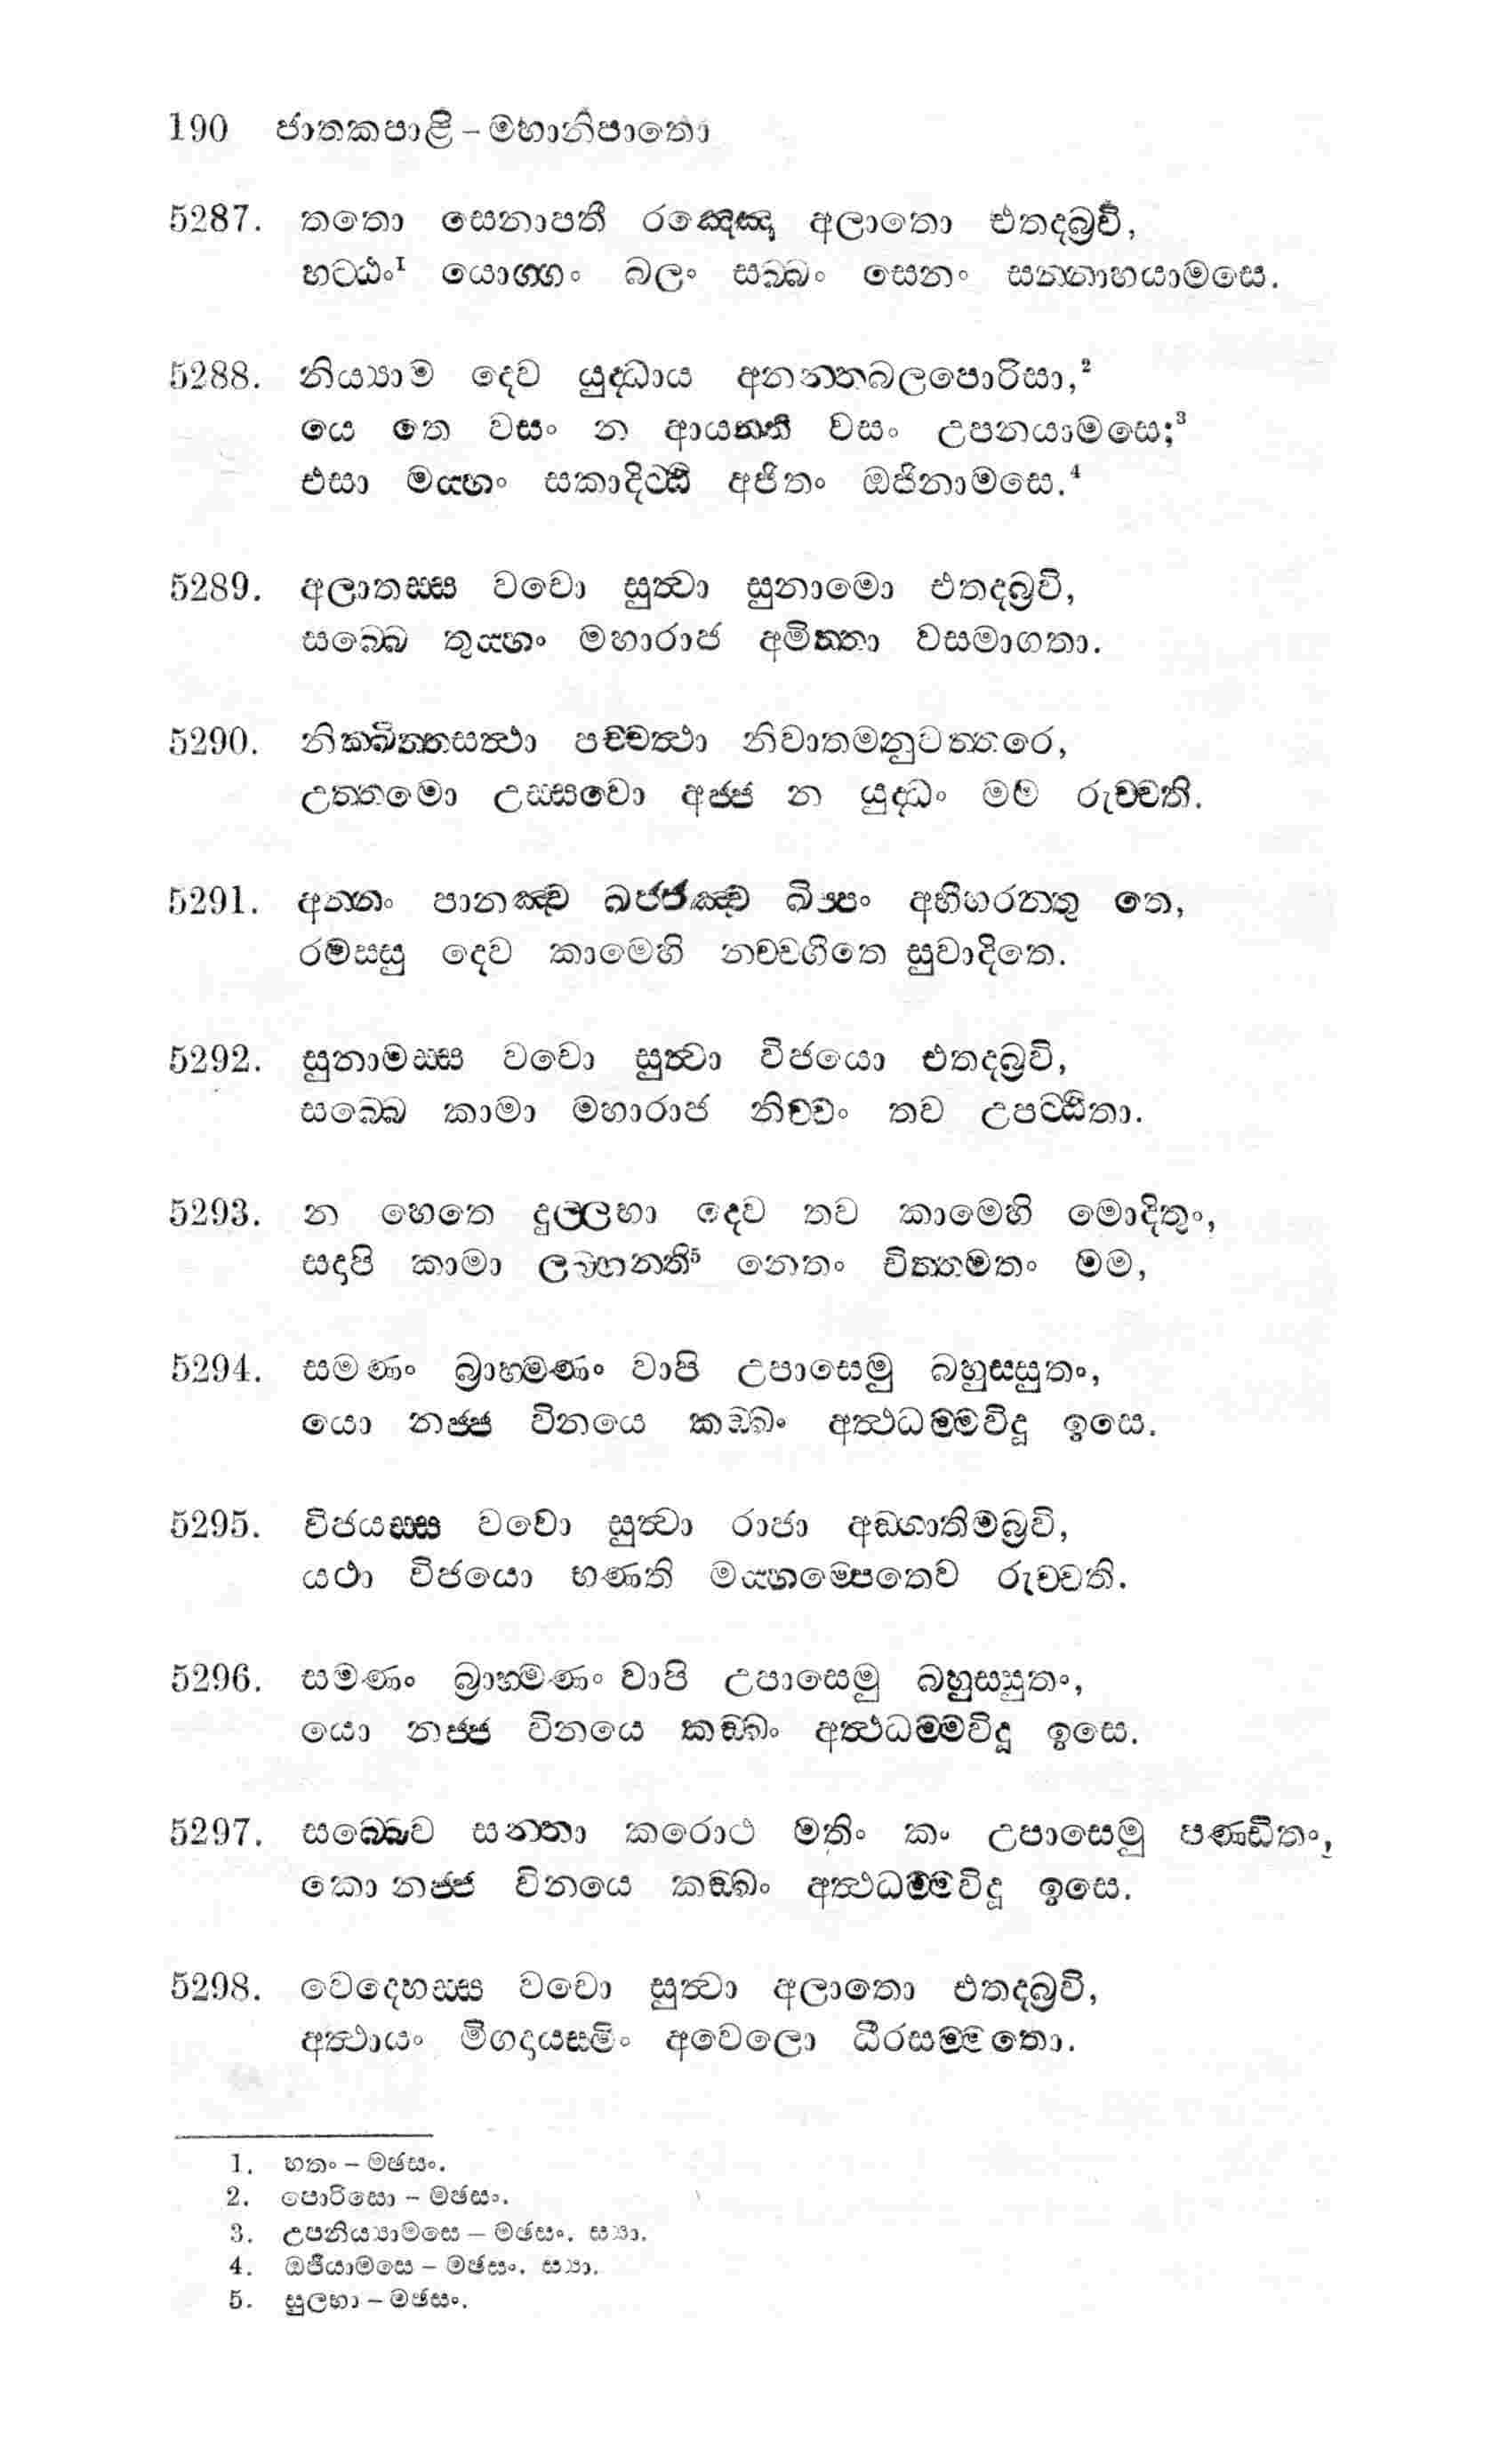 190 ජාතකපාළි – මහානිපාතො
5287. තතො සෙනාපතී රඤ්ඤෙ අලාතො එතදබ්‍රවි,
හට්ඨං¹ යොග්ගං බලං සබ්බං සෙනං සන්නාහයාමසෙ.
5288. නිය්‍යාම දෙව යුද්ධාය අනන්තබලපොරිසා,²
යෙ තෙ වසං න ආයන්ති වසං උපනයාමසෙ;³
එසා මය්හං සකාදිට්ඨි අජිතං ඔජිනාමසෙ.⁴
5289. අලාතස්ස වචො සුත්‍වා සුනාමො එතදබ්‍රවි,
සබ්බෙ තුය්හං මහාරාජ අමිත්තා වසමාගතා.
5290. නික්ඛිත්තසත්‍ථා පච්චත්‍ථා නිවාතමනුවත්තරෙ,
උත්තමො උස්සවො අජ්ජ න යුද්ධං මම රුච්චති.
5291. අන්නං පානඤ්ච ඛජ්ජඤ්ච ඛිප්පං අභිහරන්තු තෙ,
රමස්සු දෙව කාමෙහි නච්චගීතෙ සුවාදිතෙ.
5292. සුනාමස්ස වචො සුත්‍වා විජයො එතදබ්‍රවි,
සබ්බෙ කාමා මහාරාජ නිච්චං තව උපට්ඨිතා.
5293. න හෙතෙ දුල්ලභා දෙව තව කාමෙහි මොදිතුං,
සදාපි කාමා ලබ්භන්ති⁵ නෙතං චිත්තමතං මම,
5294. සමණං බ්‍රාහ්මණං වාපි උපාසෙමු බහුස්සුතං,
යො නජ්ජ විනයෙ කඞ්ඛං අත්‍ථධම්මවිදූ ඉසෙ.
5295. විජයස්ස වචො සුත්‍වා රාජා අඞ්ගාතිමබ්‍රවි,
යථා විජයො භණති මය්හම්පෙතෙව රුච්චති.
5296. සමණං බ්‍රාහ්මණං වාපි උපාසෙමු බහුස්සුතං,
යො නජ්ජ විනයෙ කඞ්ඛං අත්‍ථධම්මවිදූ ඉසෙ.
5297. සබ්බෙව සන්තා කරොථ මතිං කං උපාසෙමු පණ්ඩිතං,
කො නජ්ජ විනයෙ කඞ්ඛං අත්‍ථධම්මවිදූ ඉසෙ.
5298. වෙදෙහස්ස වචො සුත්‍වා අලාතො එතදබ්‍රවි,
අත්‍ථායං මිගදායස්මිං අචෙලො ධීරසම්මතො.
1. හතං – මඡසං.
2. පොරිසො – මඡසං.
3. උපනිය්‍යාමසෙ – මඡසං. ස්‍යා.
4. ඔජියාමසෙ – මඡසං. ස්‍යා.
5. සුලභා – මඡසං.